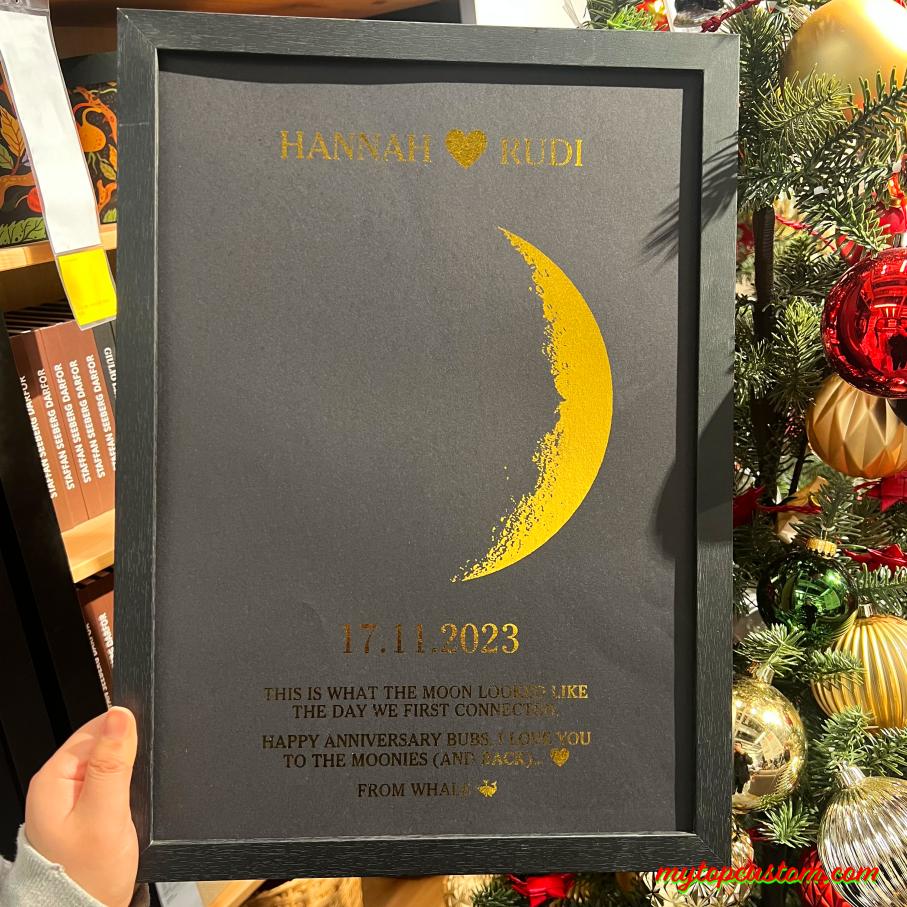 HANNAH RUDI
17.11.2023
THIS IS WHAT THE MOON LOOKED LIKE
THE DAY WE FIRST CONNECTED.
HAPPY ANNIVERSARY BUBS. I LOVE YOU
TO THE MOONIES (AND BACK)...
FROM WHALE
STAFFAN SEEBERG DARFOR
STAFFAN SEEBERG DARFOR
STAFFAN SEEBERG DARFOR
STAFFAN SEEBERG DARFOR
mytopcustom.com